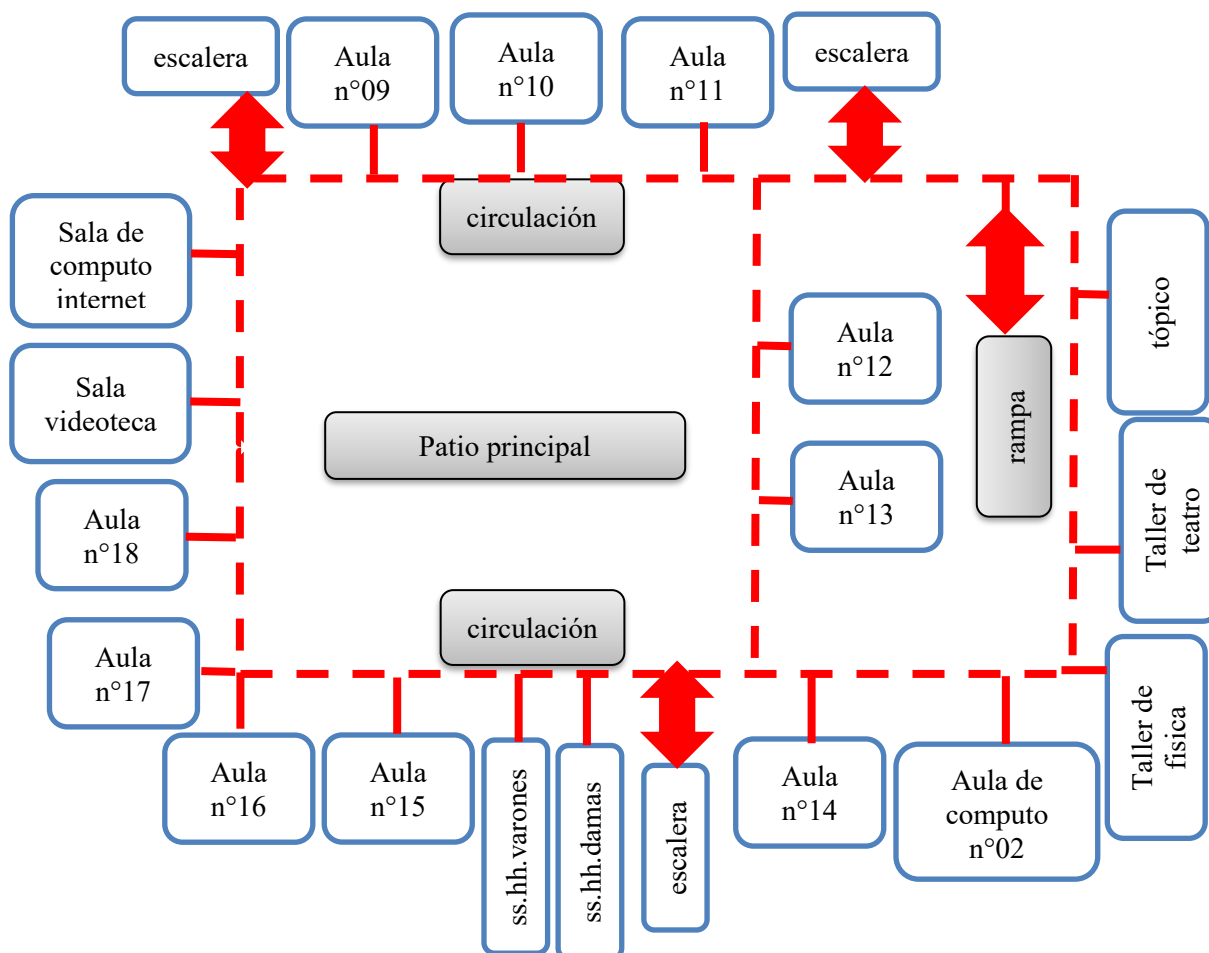 escalera
Aula
n°09
Aula
n°10
Aula
n°11
escalera
circulación
Sala de
computo
internet
Sala
videoteca
Aula
n°18
Aula
n°17
Patio principal
Aula
n°12
Aula
n°13
rampa
tópico
Taller de
teatro
Taller de
fisica
circulación
Aula
n°16
Aula
n°15
ss.hh.varones
ss.hh.damas
escalera
Aula
n°14
Aula de
computo
n°02